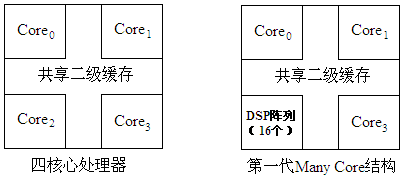 Core0 Core1
共享二级缓存
Core2 Core3
四核心处理器
Core0 Core1
共享二级缓存
DSP阵列
（16个）
Core3
第一代Many Core结构